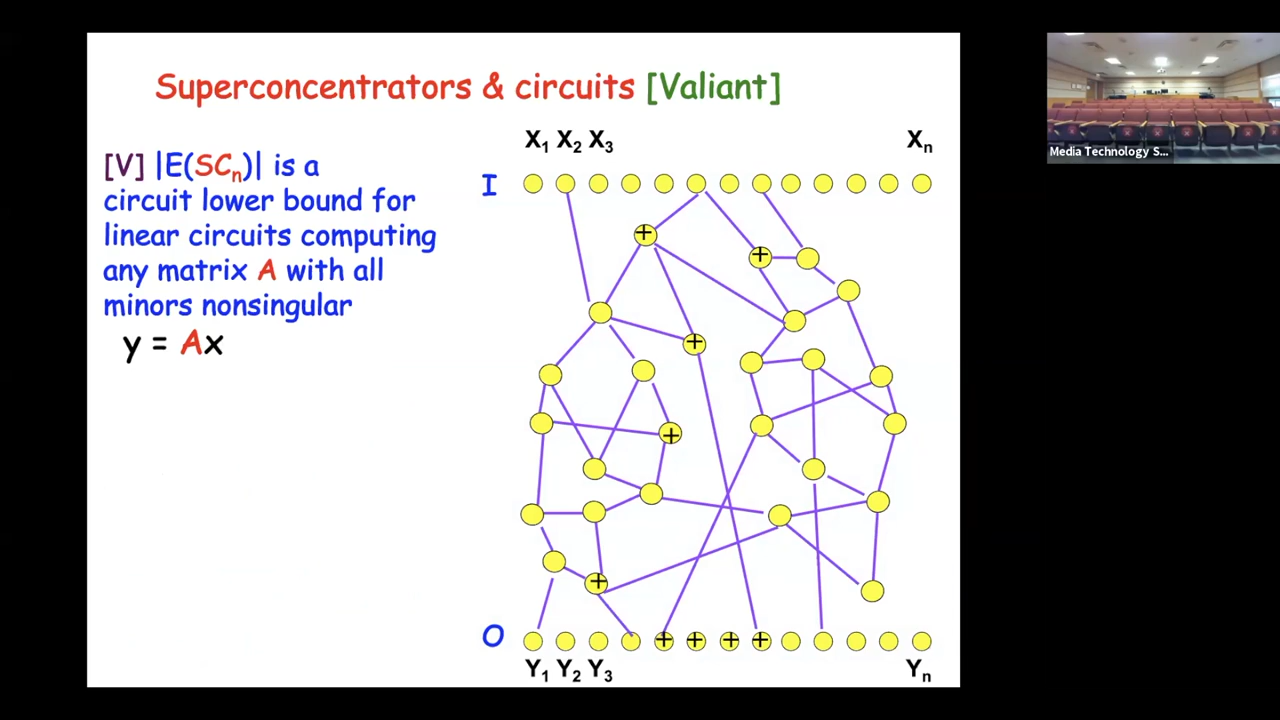 Superconcentrators & circuits [Valiant]
[V] |E(SCn)| is a
circuit lower bound for
linear circuits computing
any matrix A with all
minors nonsingular
y = Ax
X1 X2 X3 Xn
I
+
+
+
+
+
O
+ + + +
Y1 Y2 Y3 Yn
Media Technology S...